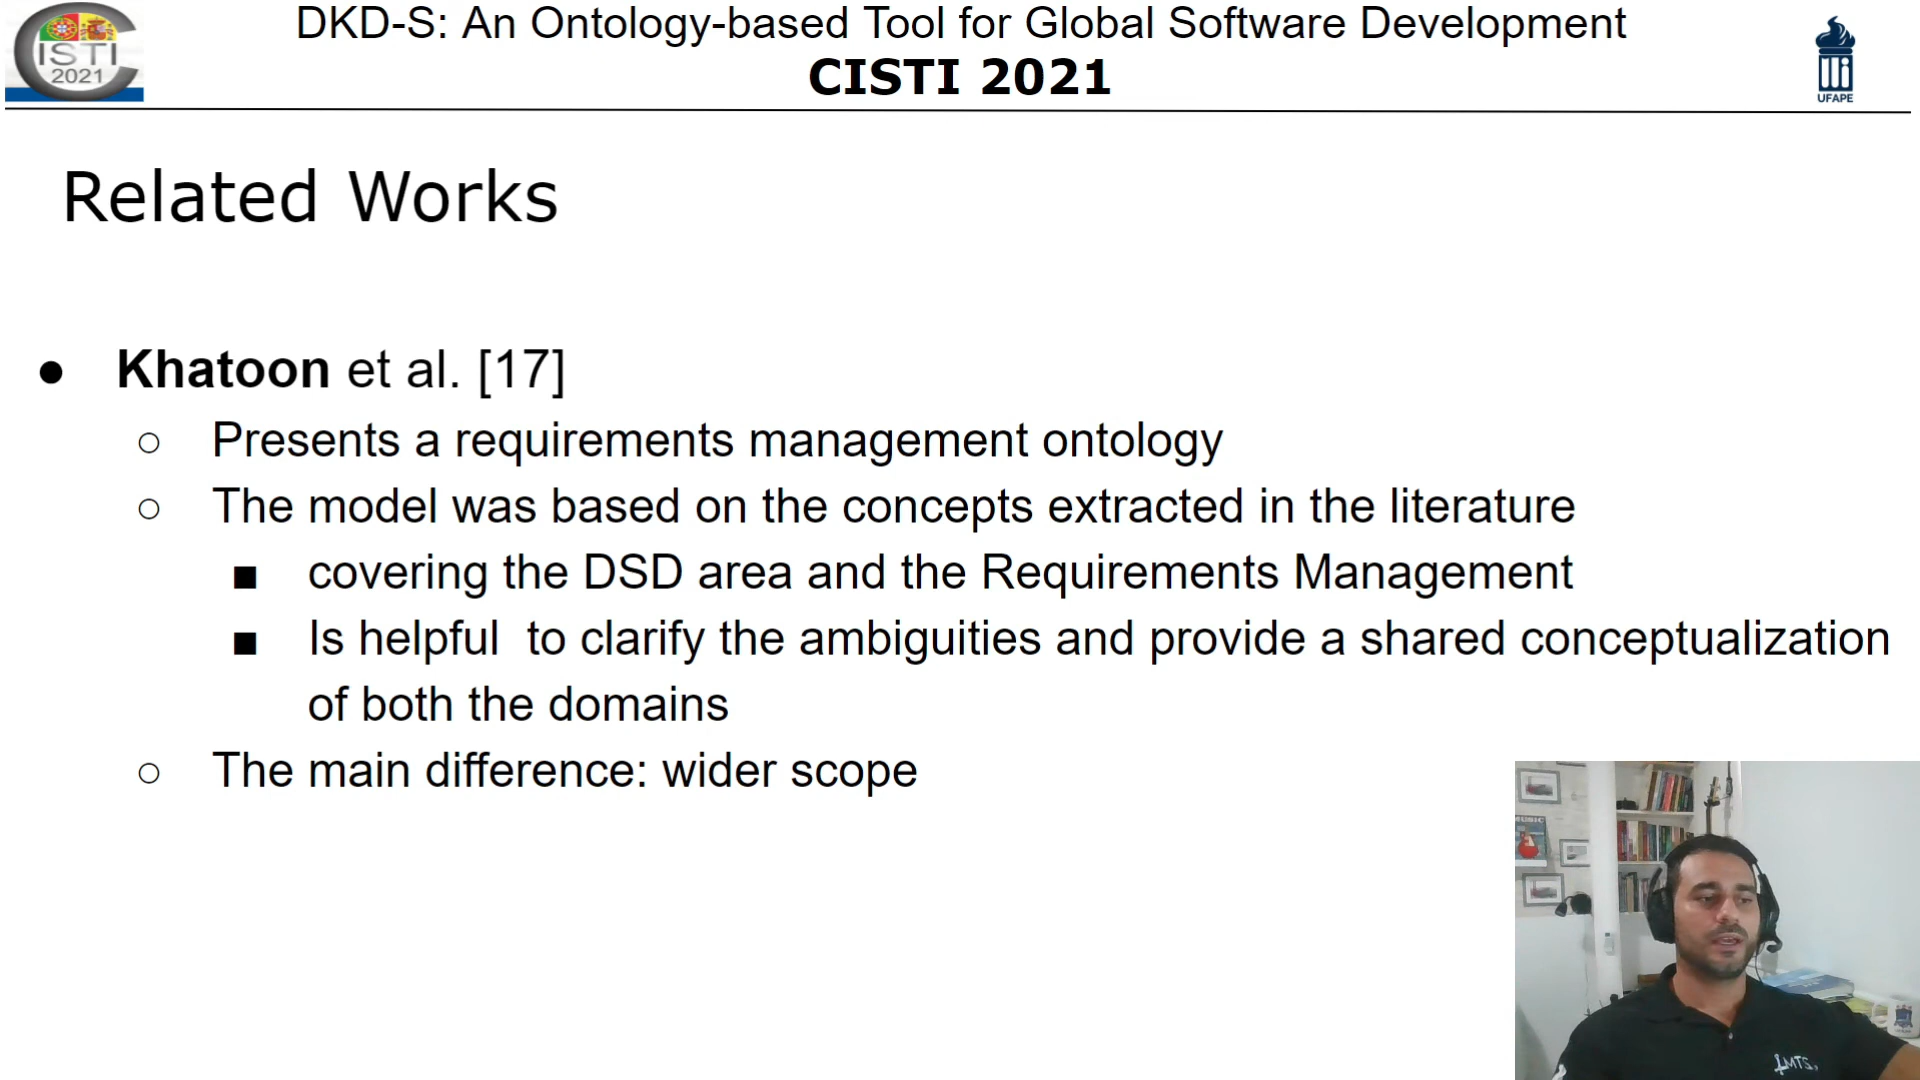 DKD-S: An Ontology-based Tool for Global Software Development
CISTI 2021
ISTI
2021
UFAPE
Related Works
● Khatoon et al. [17]
○ Presents a requirements management ontology
○ The model was based on the concepts extracted in the literature
■ covering the DSD area and the Requirements Management
■ Is helpful  to clarify the ambiguities and provide a shared conceptualization
of both the domains
○ The main difference: wider scope
MUSIC
LMTS